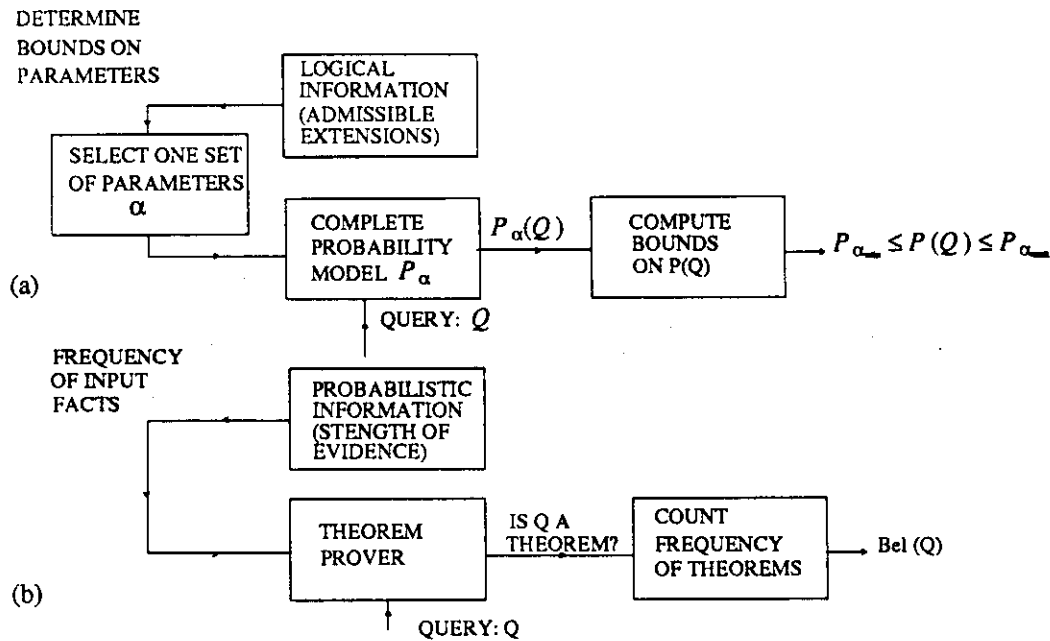 DETERMINE
BOUNDS ON
PARAMETERS
LOGICAL
INFORMATION
(ADMISSIBLE
EXTENSIONS)
SELECT ONE SET
OF PARAMETERS
α
COMPLETE
PROBABILITY
MODEL P α
P α (Q)
COMPUTE
BOUNDS
ON P(Q)
P α ≤ P (Q) ≤ P α
(a)
QUERY: Q
FREQUENCY
OF INPUT
FACTS
PROBABILISTIC
INFORMATION
(STENGTH OF
EVIDENCE)
THEOREM
PROVER
IS Q A
THEOREM?
COUNT
FREQUENCY
OF THEOREMS
Bel (Q)
(b)
QUERY: Q